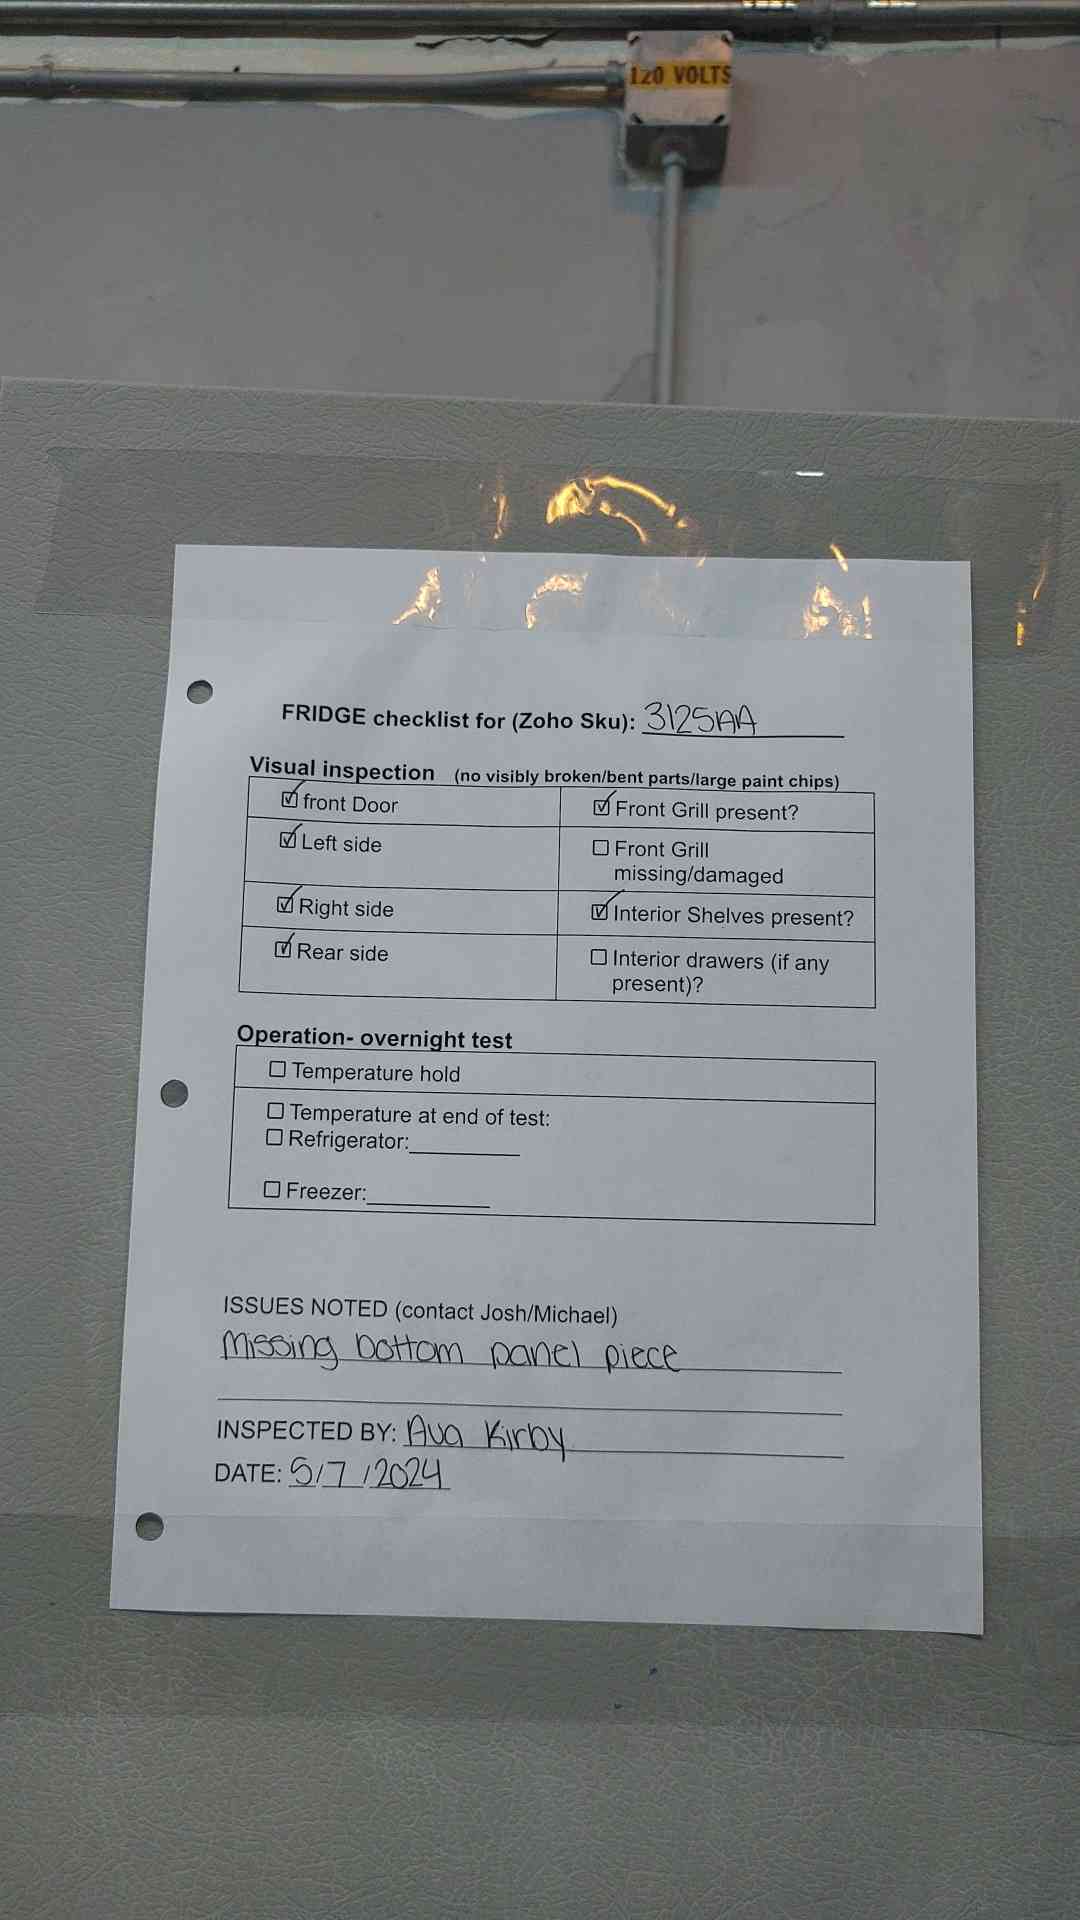 120 VOLTS
FRIDGE checklist for (Zoho Sku): 3125AA
Visual inspection (no visibly broken/bent parts/large paint chips)
☑ front Door
☑ Front Grill present?
☑ Left side
☐ Front Grill
missing/damaged
☑ Right side
☑ Interior Shelves present?
☑ Rear side
☐ Interior drawers (if any
present)?
Operation- overnight test
☐ Temperature hold
☐ Temperature at end of test:
☐ Refrigerator:
☐ Freezer:
ISSUES NOTED (contact Josh/Michael)
Missing bottom panel piece
INSPECTED BY: Ava Kirby
DATE: 5/7/2024